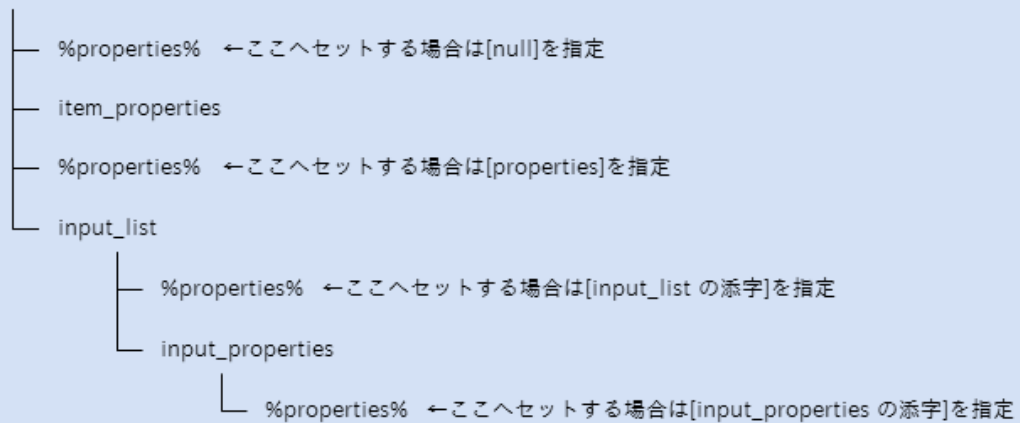 %properties% ←ここへセットする場合は[null]を指定
item_properties
%properties% ←ここへセットする場合は[properties]を指定
input_list
%properties% ←ここへセットする場合は[input_list の添字]を指定
input_properties
%properties% ←ここへセットする場合は[input_properties の添字]を指定